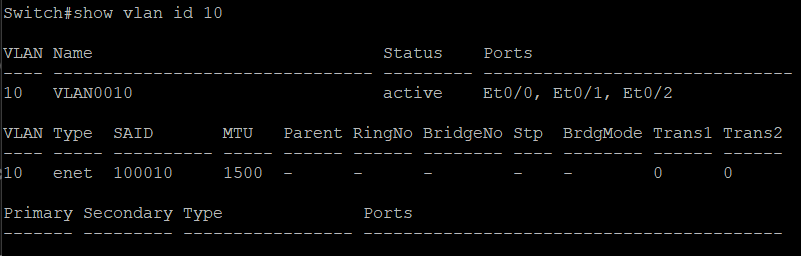 Switch#show vlan id 10
VLAN Name                             Status    Ports
---- -------------------------------- --------- -------------------------------
10   VLAN0010                         active    Et0/0, Et0/1, Et0/2
VLAN Type  SAID       MTU   Parent RingNo BridgeNo Stp  BrdgMode Trans1 Trans2
---- ----- ---------- ----- ------ ------ -------- ---- -------- ------ ------
10   enet  100010     1500  -      -      -        -    -        0      0
Primary Secondary Type              Ports
------- --------- ----------------- ------------------------------------------